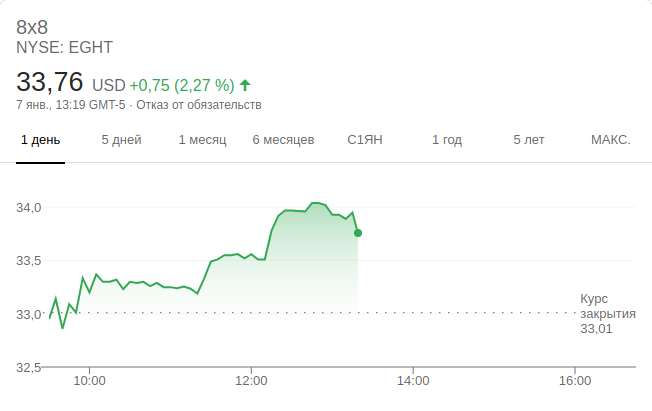 8x8
NYSE: EGHT
33,76 USD +0,75 (2,27 %)
7 янв., 13:19 GMT-5 · Отказ от обязательств
1 день 5 дней 1 месяц 6 месяцев С1ЯН 1 год 5 лет МАКС.
34,0
33,5
33,0
32,5
Курс
закрытия
33,01
10:00 12:00 14:00 16:00